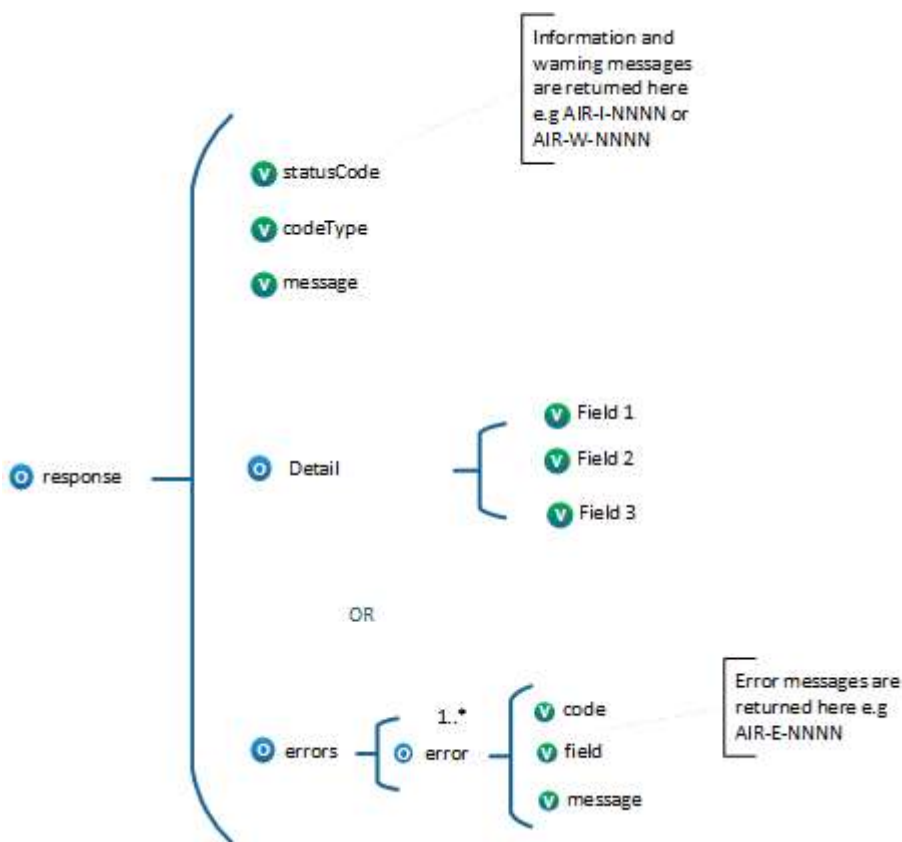 Information and
warning messages
are returned here
e.g AIR-I-NNNN or
AIR-W-NNNN
V statusCode
V codeType
V message
O response
O Detail
V Field 1
V Field 2
V Field 3
OR
O errors
1..*
O error
V code
V field
V message
Error messages are
returned here e.g
AIR-E-NNNN